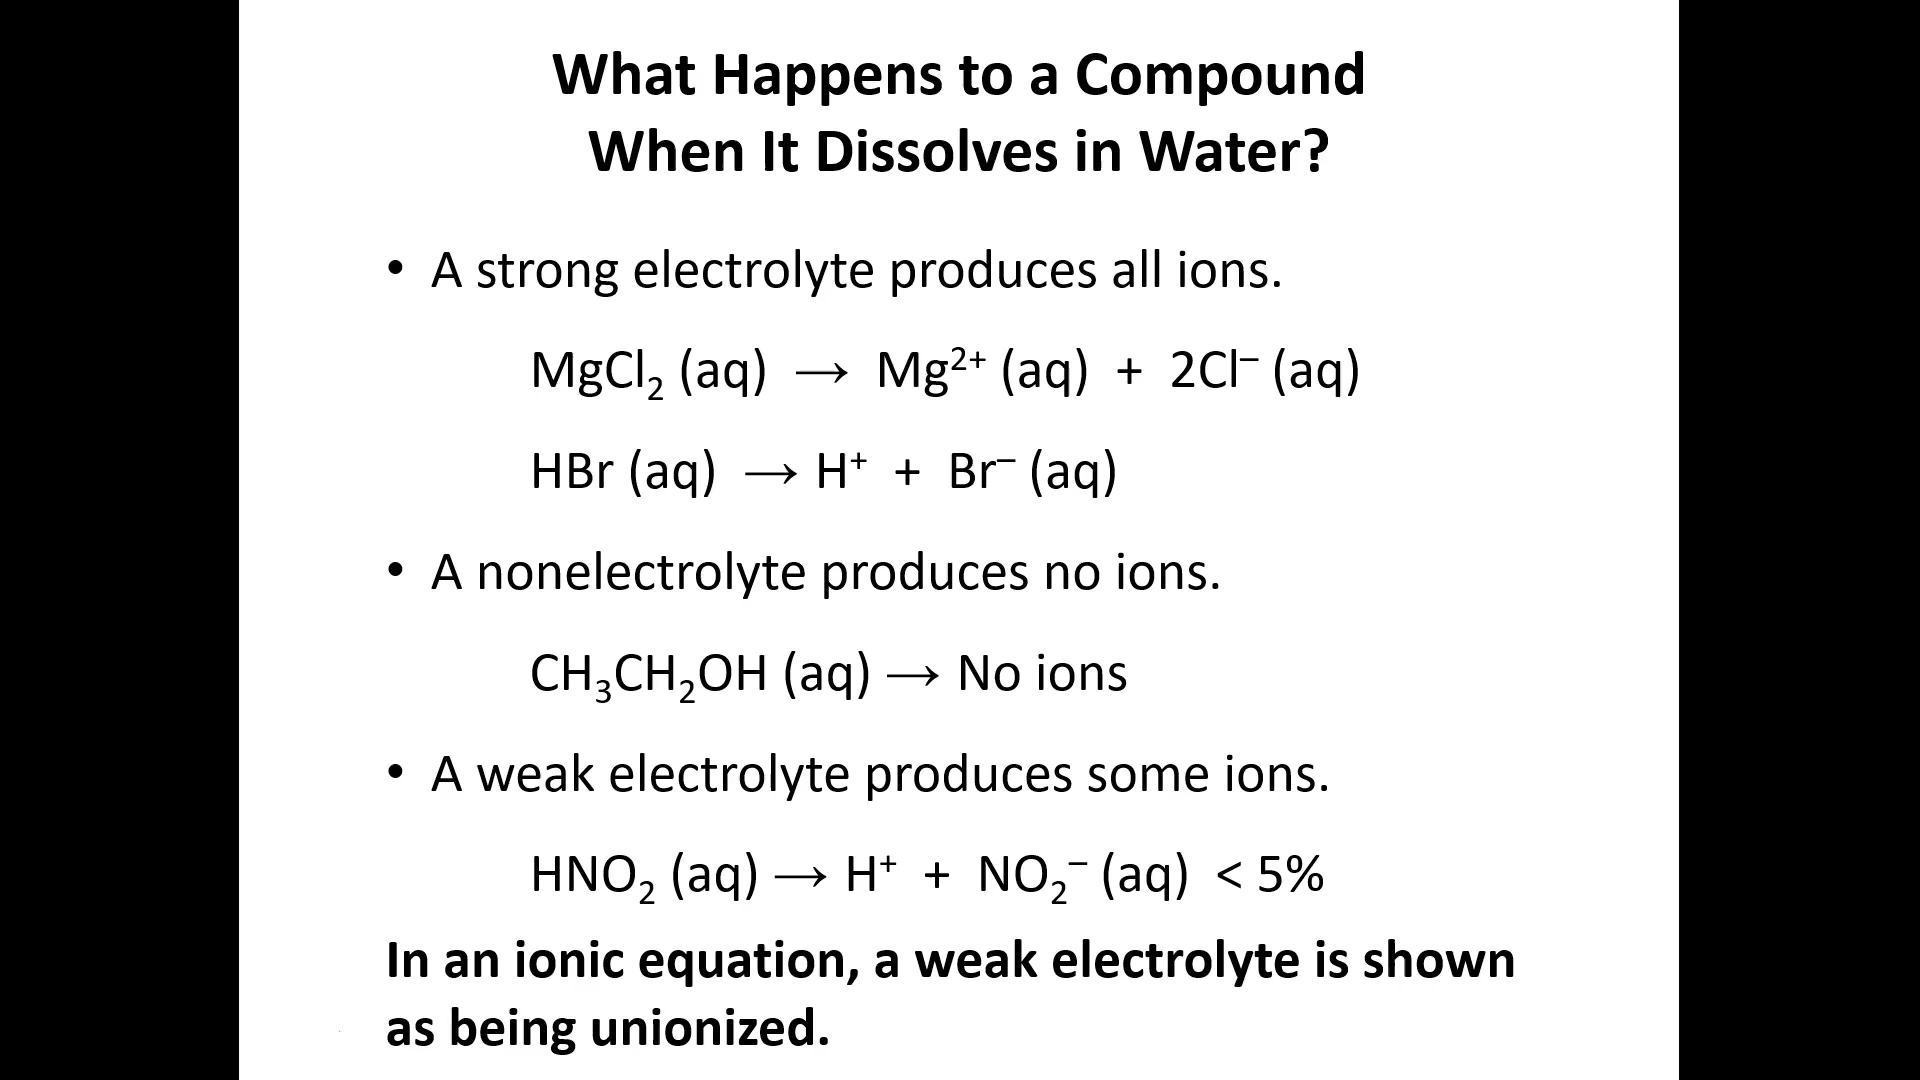 What Happens to a Compound
When It Dissolves in Water?
• A strong electrolyte produces all ions.
MgCl₂ (aq) → Mg²⁺ (aq) + 2Cl⁻ (aq)
HBr (aq) → H⁺ + Br⁻ (aq)
• A nonelectrolyte produces no ions.
CH₃CH₂OH (aq) → No ions
• A weak electrolyte produces some ions.
HNO₂ (aq) → H⁺ + NO₂⁻ (aq) < 5%
In an ionic equation, a weak electrolyte is shown
as being unionized.